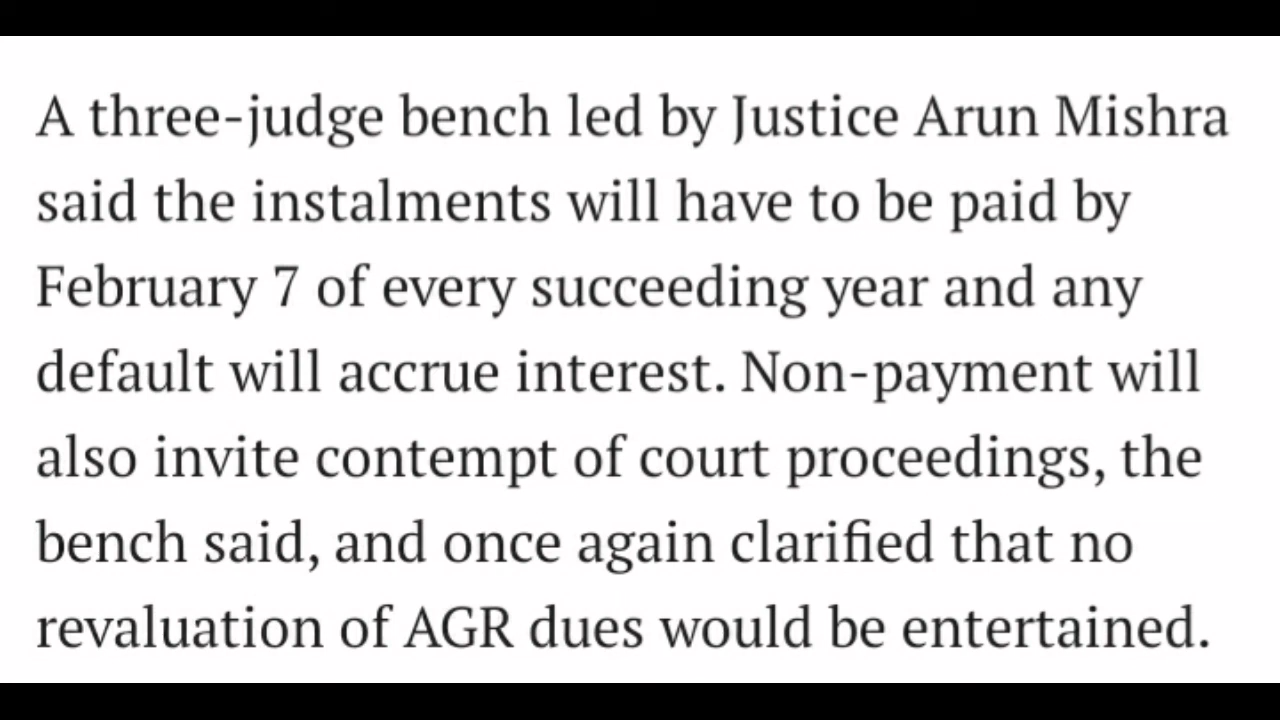 A three-judge bench led by Justice Arun Mishra
said the instalments will have to be paid by
February 7 of every succeeding year and any
default will accrue interest. Non-payment will
also invite contempt of court proceedings, the
bench said, and once again clarified that no
revaluation of AGR dues would be entertained.